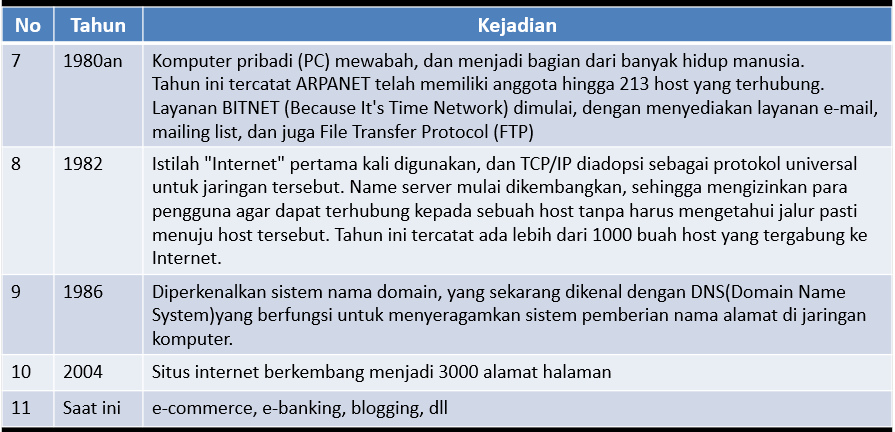 No Tahun Kejadian
7 1980an Komputer pribadi (PC) mewabah, dan menjadi bagian dari banyak hidup manusia.
Tahun ini tercatat ARPANET telah memiliki anggota hingga 213 host yang terhubung.
Layanan BITNET (Because It's Time Network) dimulai, dengan menyediakan layanan e-mail,
mailing list, dan juga File Transfer Protocol (FTP)
8 1982 Istilah "Internet" pertama kali digunakan, dan TCP/IP diadopsi sebagai protokol universal
untuk jaringan tersebut. Name server mulai dikembangkan, sehingga mengizinkan para
pengguna agar dapat terhubung kepada sebuah host tanpa harus mengetahui jalur pasti
menuju host tersebut. Tahun ini tercatat ada lebih dari 1000 buah host yang tergabung ke
Internet.
9 1986 Diperkenalkan sistem nama domain, yang sekarang dikenal dengan DNS(Domain Name
System)yang berfungsi untuk menyeragamkan sistem pemberian nama alamat di jaringan
komputer.
10 2004 Situs internet berkembang menjadi 3000 alamat halaman
11 Saat ini e-commerce, e-banking, blogging, dll